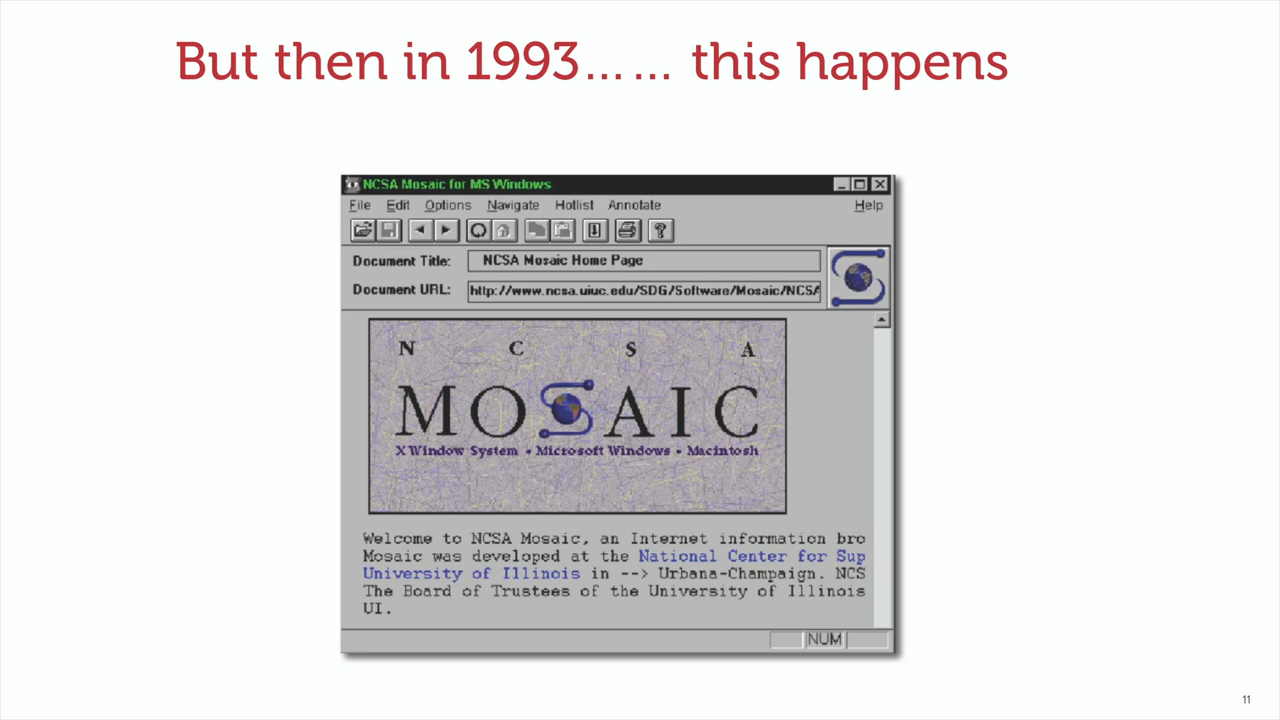 But then in 1993…… this happens
NCSA Mosaic for MS Windows
File Edit Options Navigate Hotlist Annotate Help
Document Title: NCSA Mosaic Home Page
Document URL: http://www.ncsa.uiuc.edu/SDG/Software/Mosaic/NCSA
N C S A
MOSAIC
X Window System • Microsoft Windows • Macintosh
Welcome to NCSA Mosaic, an Internet information bro
Mosaic was developed at the National Center for Sup
University of Illinois in --> Urbana-Champaign. NCS
The Board of Trustees of the University of Illinois
UI.
NUM
11